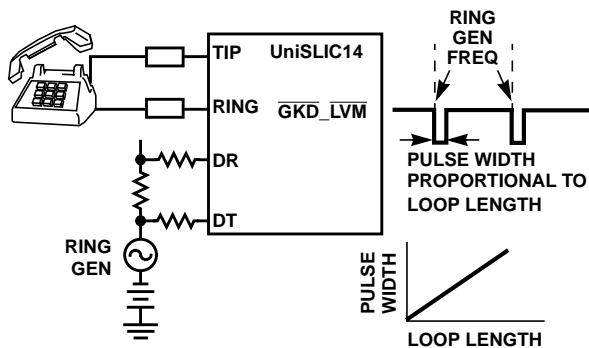 TIP
UniSLIC14
RING
GKD_LVM
DR
DT
RING
GEN
RING
GEN
FREQ
PULSE WIDTH
PROPORTIONAL TO
LOOP LENGTH
PULSE
WIDTH
LOOP LENGTH